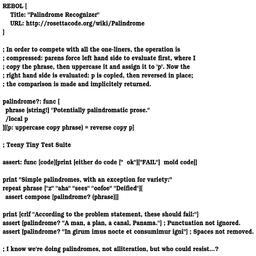 REBOL [
Title: "Palindrome Recognizer"
URL: http://rosettacode.org/wiki/Palindrome
]
; In order to compete with all the one-liners, the operation is
; compressed: parens force left hand side to evaluate first, where I
; copy the phrase, then uppercase it and assign it to 'p'. Now the
; right hand side is evaluated: p is copied, then reversed in place;
; the comparison is made and implicitely returned.
palindrome?: func [
phrase [string!] "Potentially palindromatic prose."
/local p
][(p: uppercase copy phrase) = reverse copy p]
; Teeny Tiny Test Suite
assert: func [code][print [either do code ["  ok"]["FAIL"]  mold code]]
print "Simple palindromes, with an exception for variety:"
repeat phrase ["z" "aha" "sees" "oofoe" "Deified"][
assert compose [palindrome? (phrase)]]
print [crlf "According to the problem statement, these should fail:"]
assert [palindrome? "A man, a plan, a canal, Panama."] ; Punctuation not ignored.
assert [palindrome? "In girum imus nocte et consumimur igni"] ; Spaces not removed.
; I know we're doing palindromes, not alliteration, but who could resist...?